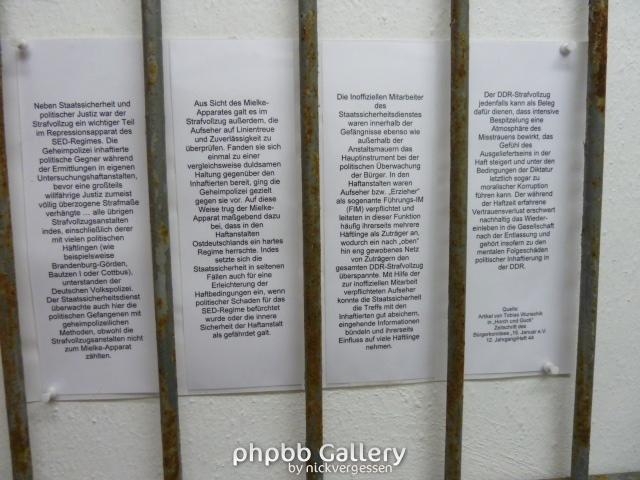 Neben Staatssicherheit und
politischer Justiz war der
Strafvollzug ein wichtiger Teil
im Repressionsapparat des
SED-Regimes. Die
Geheimpolizei inhaftierte
politische Gegner während
der Ermittlungen in eigenen
Untersuchungshaftanstalten,
bevor eine großteils
willfährige Justiz zumeist
völlig überzogene Strafmaße
verhängte ... alle übrigen
Strafvollzugsanstalten
indes, einschließlich derer
mit vielen politischen
Häftlingen (wie
beispielsweise
Brandenburg-Görden,
Bautzen I oder Cottbus),
unterstanden der
Deutschen Volkspolizei.
Der Staatssicherheitsdienst
überwachte auch hier die
politischen Gefangenen mit
geheimpolizeilichen
Methoden, obwohl die
Strafvollzugsanstalten nicht
zum Mielke-Apparat
zählten.
Aus Sicht des Mielke-
Apparates galt es im
Strafvollzug außerdem, die
Aufseher auf Linientreue
und Zuverlässigkeit zu
überprüfen. Fanden sie sich
einmal zu einer
vergleichsweise duldsamen
Haltung gegenüber den
Inhaftierten bereit, ging die
Geheimpolizei gezielt
gegen sie vor. Auf diese
Weise trug der Mielke-
Apparat maßgebend dazu
bei, dass in den
Haftanstalten
Ostdeutschlands ein hartes
Regime herrschte. Indes
setzte sich die
Staatssicherheit in seltenen
Fällen auch für eine
Erleichterung der
Haftbedingungen ein, wenn
politischer Schaden für das
SED-Regime befürchtet
wurde oder die innere
Sicherheit der Haftanstalt
als gefährdet galt.
Die Inoffiziellen Mitarbeiter
des
Staatssicherheitsdienstes
waren innerhalb der
Gefängnisse ebenso wie
außerhalb der
Anstaltsmauern das
Hauptinstrument bei der
politischen Überwachung
der Bürger. In den
Haftanstalten waren
Aufseher bzw. „Erzieher“
als sogenannte Führungs-IM
(FIM) verpflichtet und
leiteten in dieser Funktion
häufig ihrerseits mehrere
Häftlinge als Zuträger an,
wodurch ein nach „oben“
hin eng gewobenes Netz
von Zuträgern den
gesamten DDR-Strafvollzug
überspannte. Mit Hilfe der
zur inoffiziellen Mitarbeit
verpflichteten Aufseher
konnte die Staatssicherheit
die Treffs mit den
Inhaftierten gut absichern,
eingehende Informationen
bündeln und ihrerseits
Einfluss auf viele Häftlinge
nehmen.
Der DDR-Strafvollzug
jedenfalls kann als Beleg
dafür dienen, dass intensive
Bespitzelung eine
Atmosphäre des
Misstrauens bewirkt, das
Gefühl des
Ausgeliefertseins in der
Haft steigert und unter den
Bedingungen der Diktatur
letztlich sogar zu
moralischer Korruption
führen kann. Der während
der Haftzeit erfahrene
Vertrauensverlust erschwert
nachhaltig das Wieder-
einleben in die Gesellschaft
nach der Entlassung und
gehört insofern zu den
mentalen Folgeschäden
politischer Inhaftierung in
der DDR.
Quelle:
Artikel von Tobias Wunschik
in „Horch und Guck“
Zeitschrift des
Bürgerkomitees „15. Januar e.V.
12. Jahrgang/Heft 44
phpbb Gallery
by nickvergessen